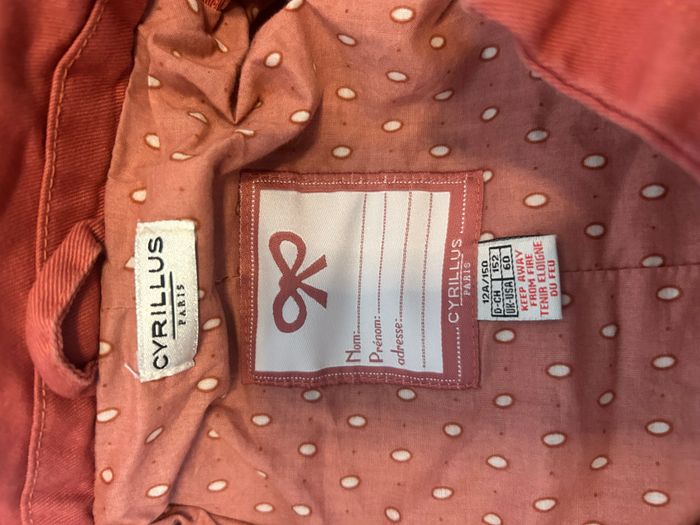 CYRILLUS
PARIS
Nom:
Prénom:
adresse:
CYRILLUS
PARIS
12A/150
D-CH 152
UK-USA 60
KEEP AWAY
FROM FIRE
TENIR ELOIGNE
DU FEU